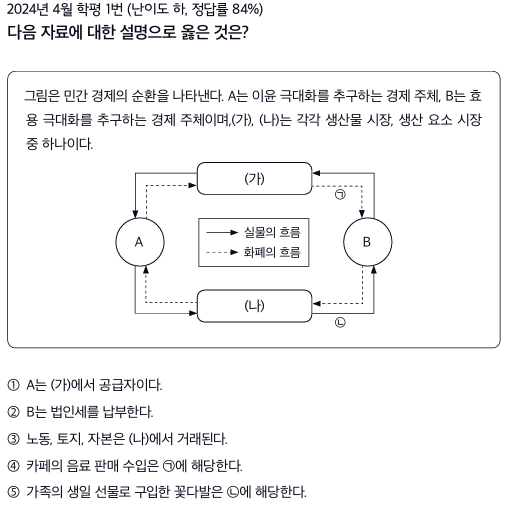 2024년 4월 학평 1번 (난이도 하, 정답률 84%)
다음 자료에 대한 설명으로 옳은 것은?
그림은 민간 경제의 순환을 나타낸다. A는 이윤 극대화를 추구하는 경제 주체, B는 효
용 극대화를 추구하는 경제 주체이며,(가), (나)는 각각 생산물 시장, 생산 요소 시장
중 하나이다.
(가)
㉠
A
실물의 흐름
화폐의 흐름
B
(나)
㉡
① A는 (가)에서 공급자이다.
② B는 법인세를 납부한다.
③ 노동, 토지, 자본은 (나)에서 거래된다.
④ 카페의 음료 판매 수입은 ㉠에 해당한다.
⑤ 가족의 생일 선물로 구입한 꽃다발은 ㉡에 해당한다.